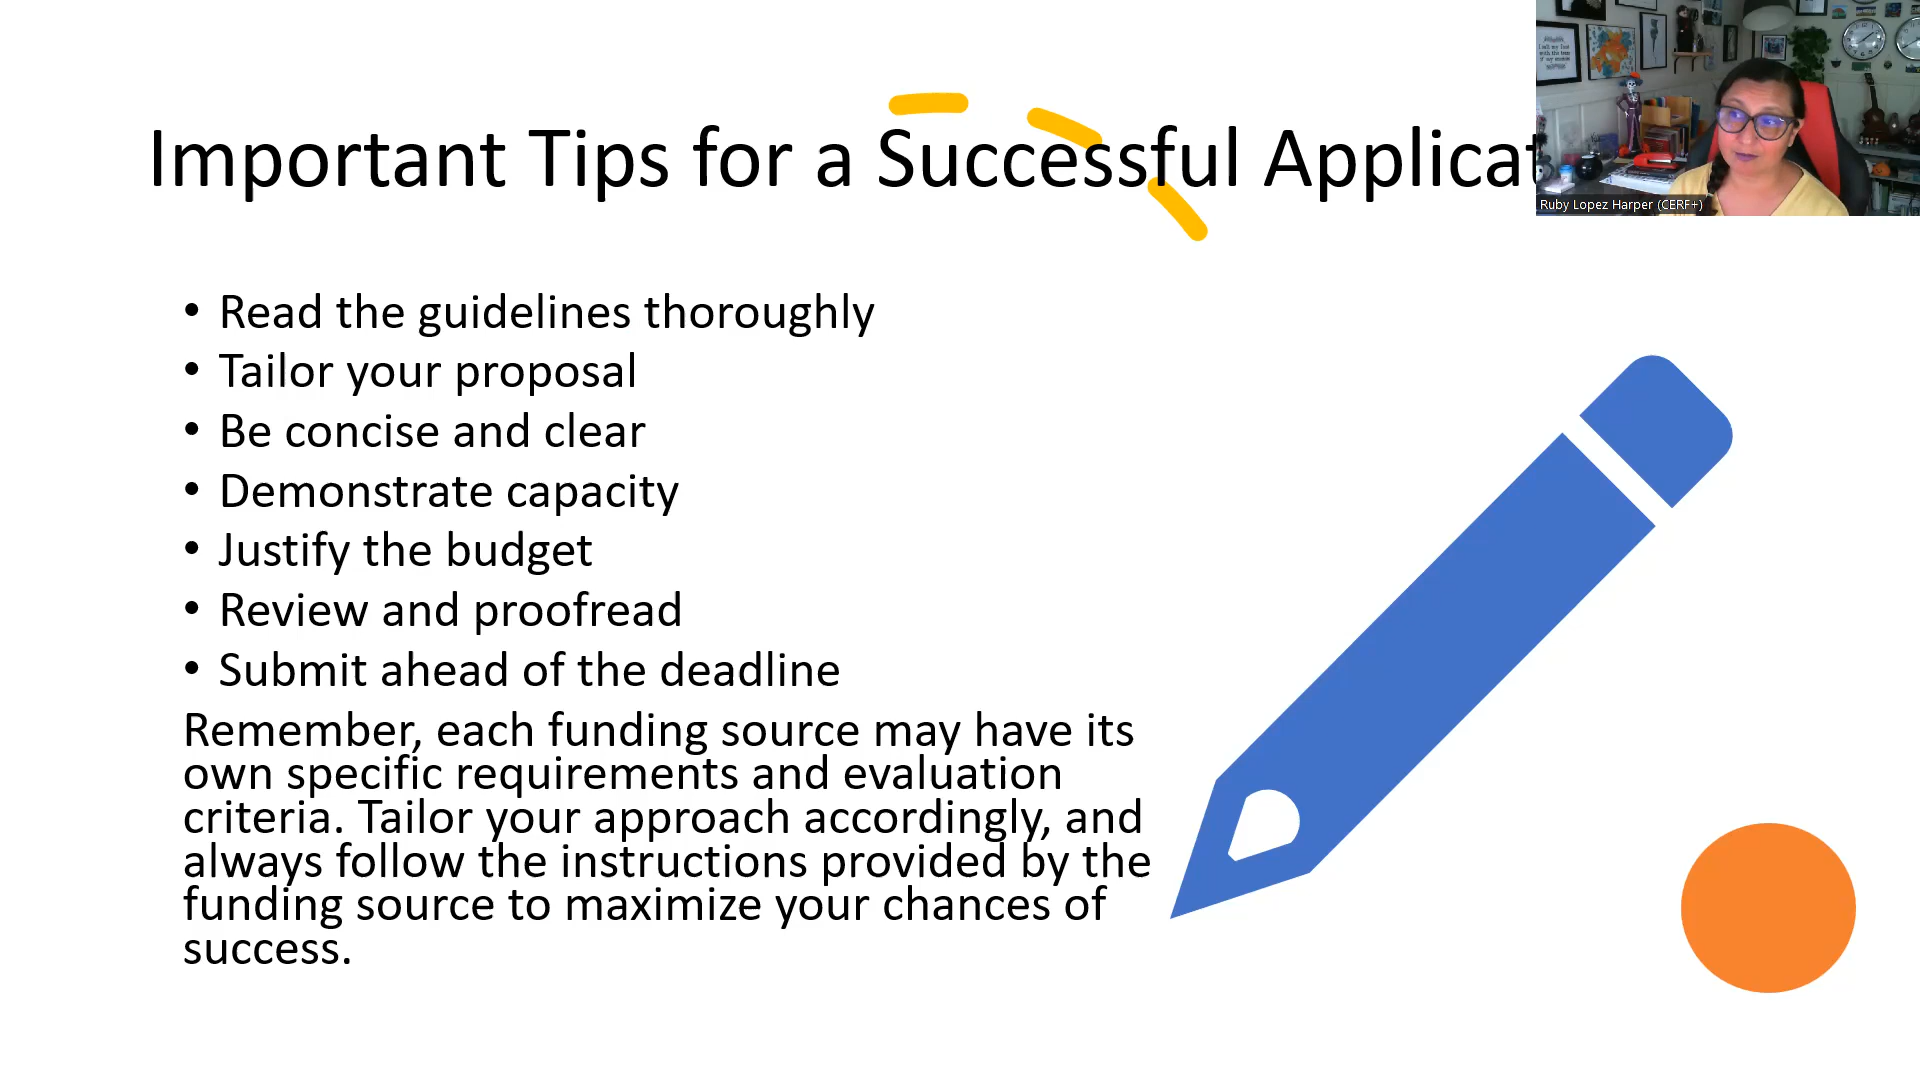 Important Tips for a Successful Applicat
Ruby Lopez Harper (CERF+)
• Read the guidelines thoroughly
• Tailor your proposal
• Be concise and clear
• Demonstrate capacity
• Justify the budget
• Review and proofread
• Submit ahead of the deadline
Remember, each funding source may have its
own specific requirements and evaluation
criteria. Tailor your approach accordingly, and
always follow the instructions provided by the
funding source to maximize your chances of
success.